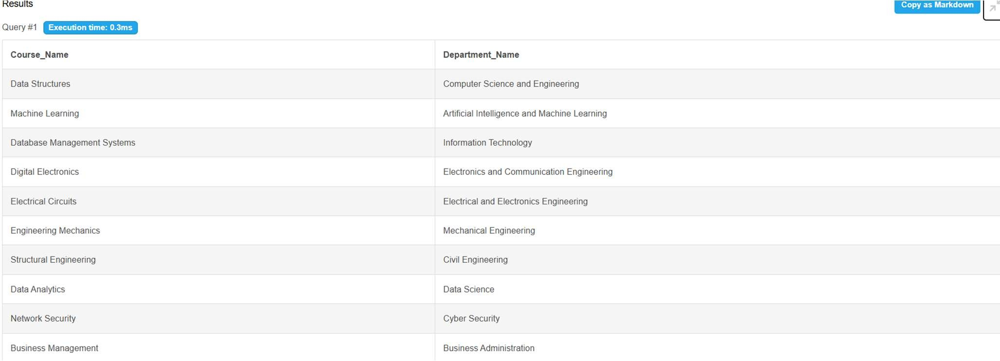 Results
Copy as Markdown
Query #1 Execution time: 0.3ms
Course_Name Department_Name
Data Structures Computer Science and Engineering
Machine Learning Artificial Intelligence and Machine Learning
Database Management Systems Information Technology
Digital Electronics Electronics and Communication Engineering
Electrical Circuits Electrical and Electronics Engineering
Engineering Mechanics Mechanical Engineering
Structural Engineering Civil Engineering
Data Analytics Data Science
Network Security Cyber Security
Business Management Business Administration